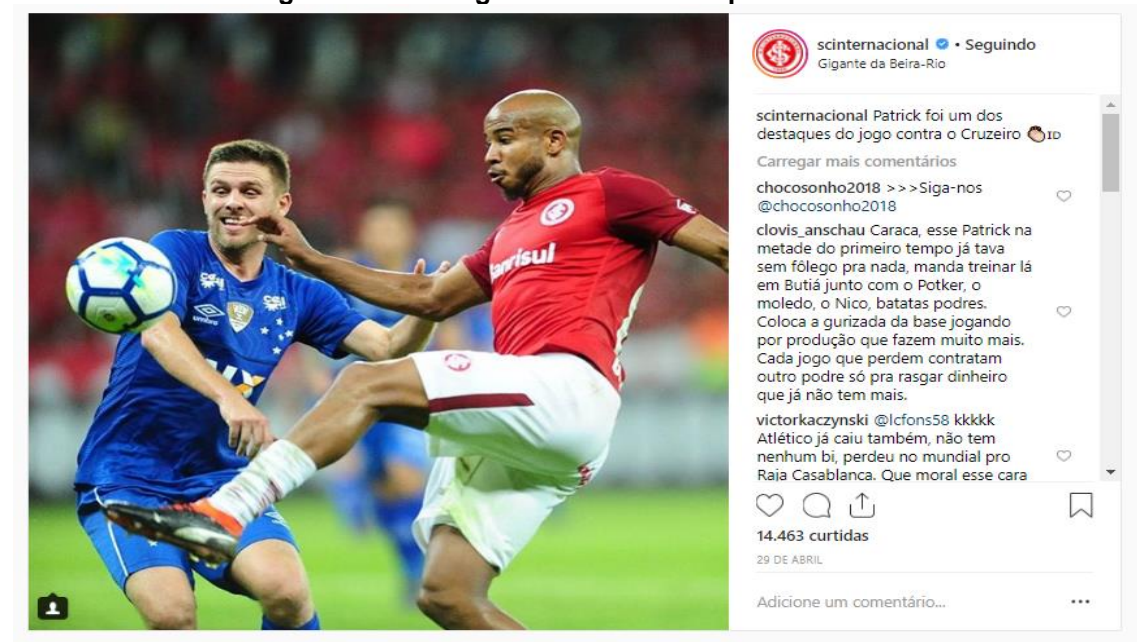 scinternacional • Seguindo
Gigante da Beira-Rio
scinternacional Patrick foi um dos
destaques do jogo contra o Cruzeiro ID
Carregar mais comentários
chocosonho2018 >>>Siga-nos
@chocosonho2018
clovis_anschau Caraca, esse Patrick na
metade do primeiro tempo já tava
sem fôlego pra nada, manda treinar lá
em Butiá junto com o Potker, o
moledo, o Nico, batatas podres.
Coloca a gurizada da base jogando
por produção que fazem muito mais.
Cada jogo que perdem contratam
outro podre só pra rasgar dinheiro
que já não tem mais.
victorkaczynski @lcfons58 kkkkk
Atlético já caiu também, não tem
nenhum bi, perdeu no mundial pro
Raja Casablanca. Que moral esse cara
14.463 curtidas
29 DE ABRIL
Adicione um comentário...
banrisul
umbro